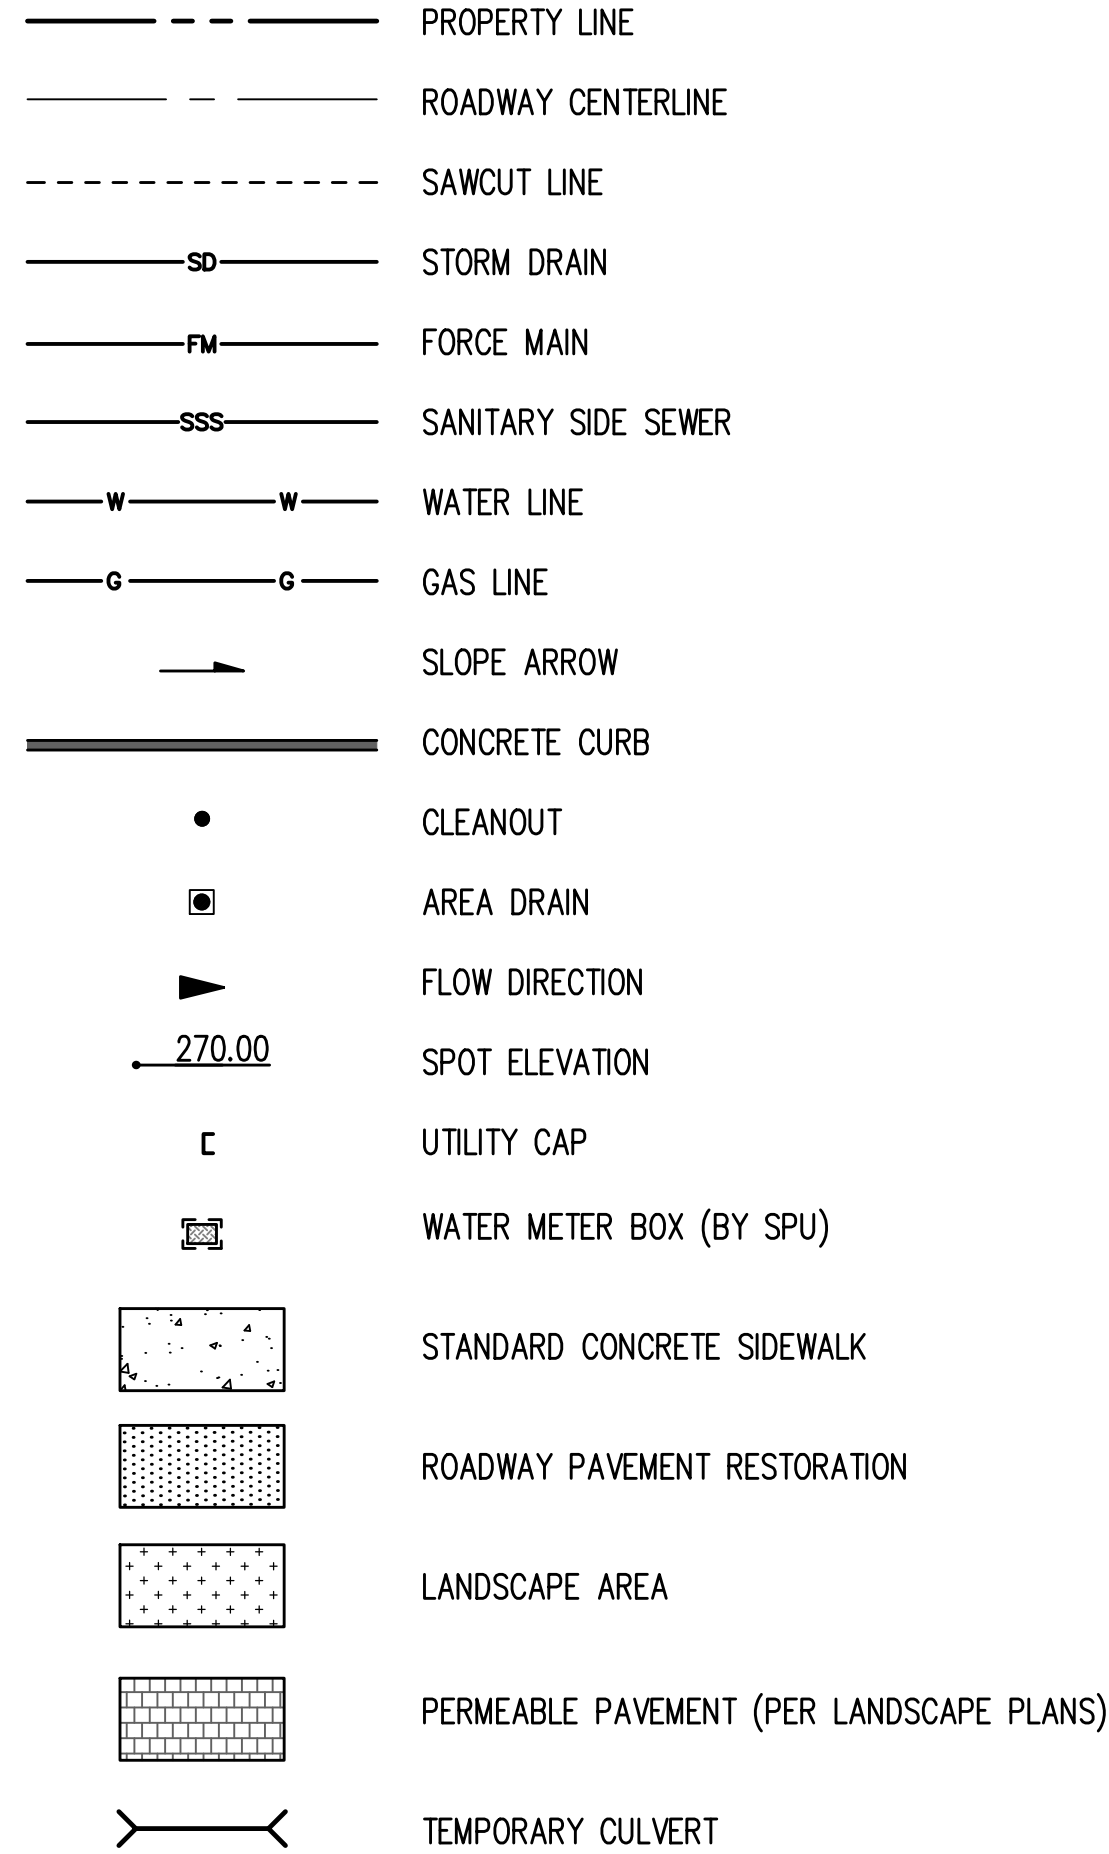 PROPERTY LINE
ROADWAY CENTERLINE
SAWCUT LINE
SD STORM DRAIN
FM FORCE MAIN
SSS SANITARY SIDE SEWER
W W WATER LINE
G G GAS LINE
SLOPE ARROW
CONCRETE CURB
CLEANOUT
AREA DRAIN
FLOW DIRECTION
270.00 SPOT ELEVATION
UTILITY CAP
WATER METER BOX (BY SPU)
STANDARD CONCRETE SIDEWALK
ROADWAY PAVEMENT RESTORATION
LANDSCAPE AREA
PERMEABLE PAVEMENT (PER LANDSCAPE PLANS)
TEMPORARY CULVERT